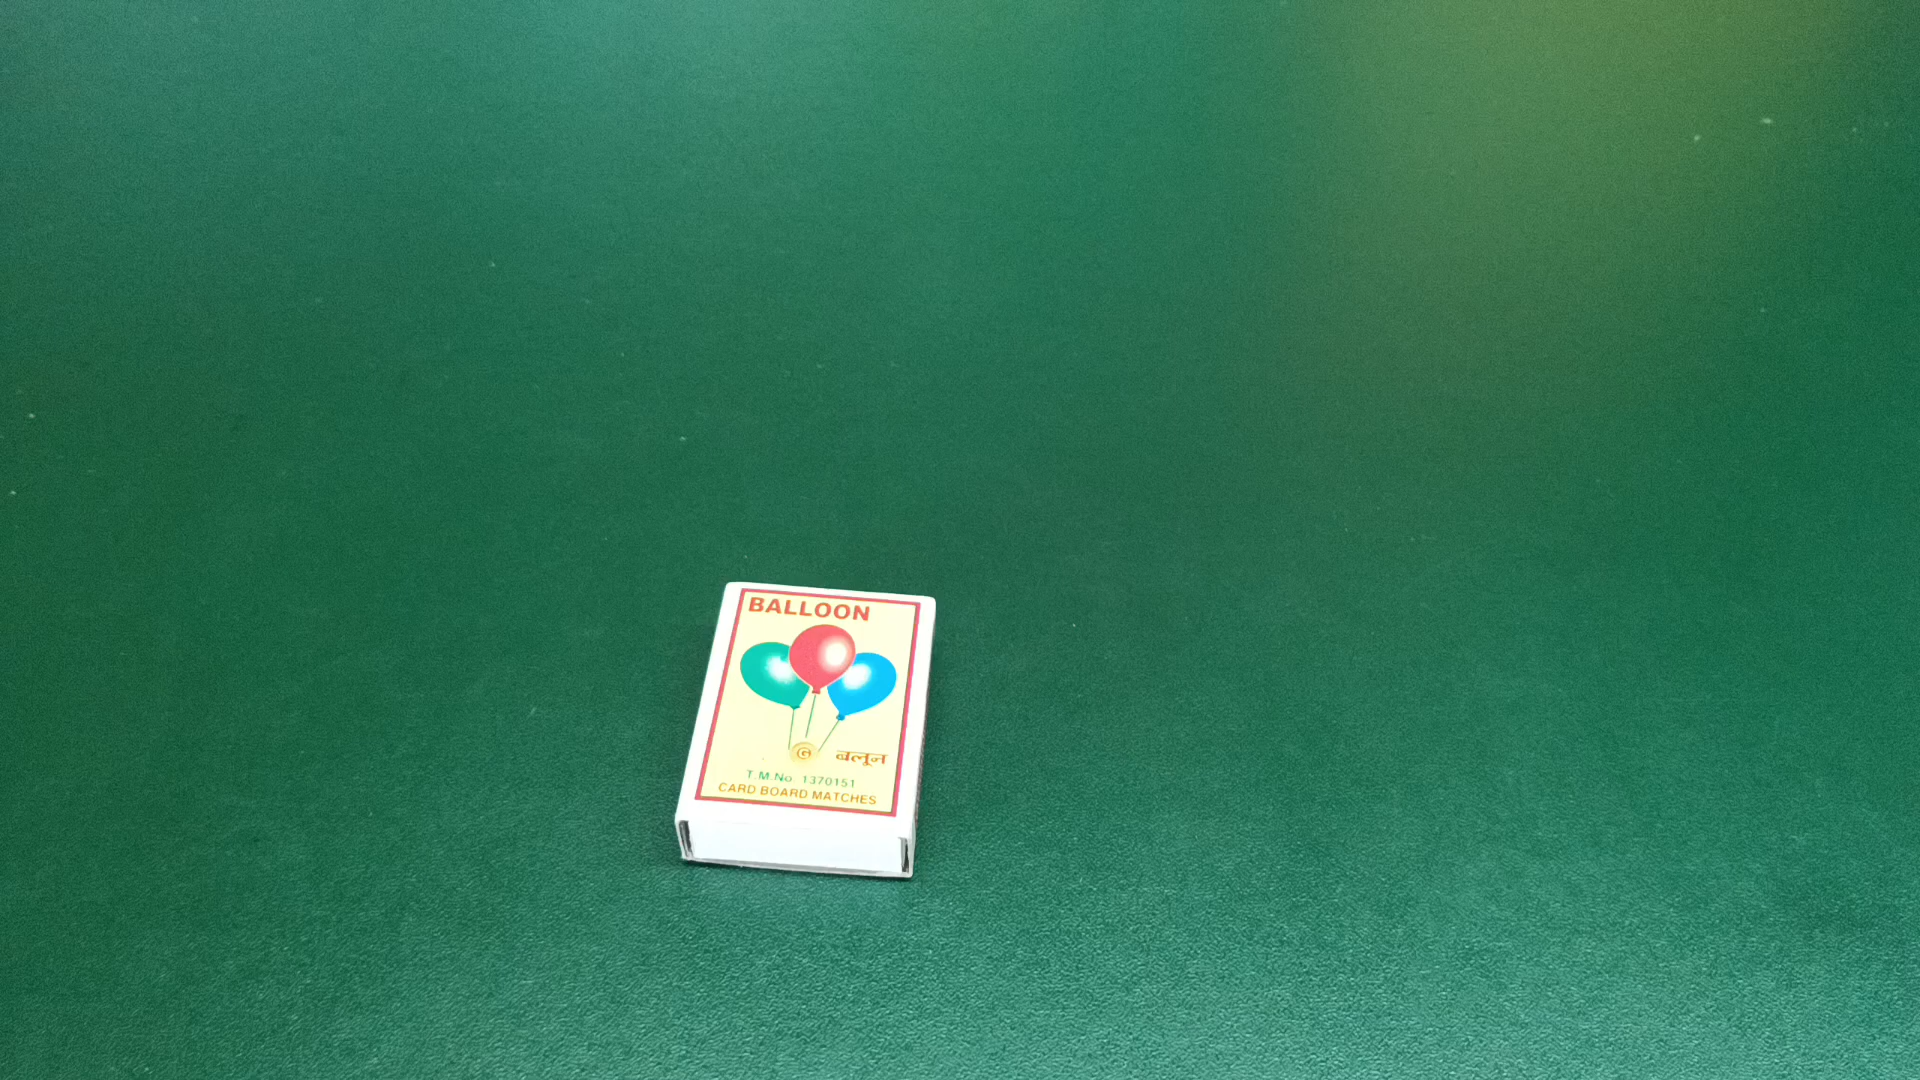 BALLOON
G
बलून
T.M.No. 1370151
CARD BOARD MATCHES